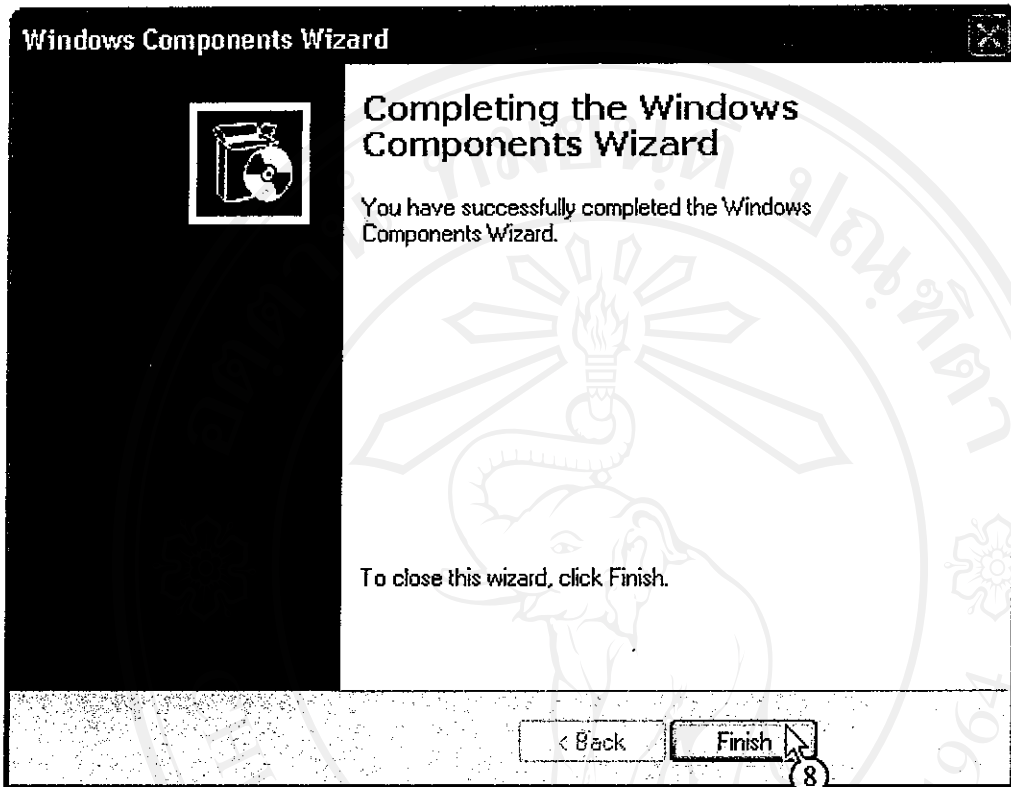 Windows Components Wizard
Completing the Windows
Components Wizard
You have successfully completed the Windows
Components Wizard.
To close this wizard, click Finish.
< Back
Finish
8
1964